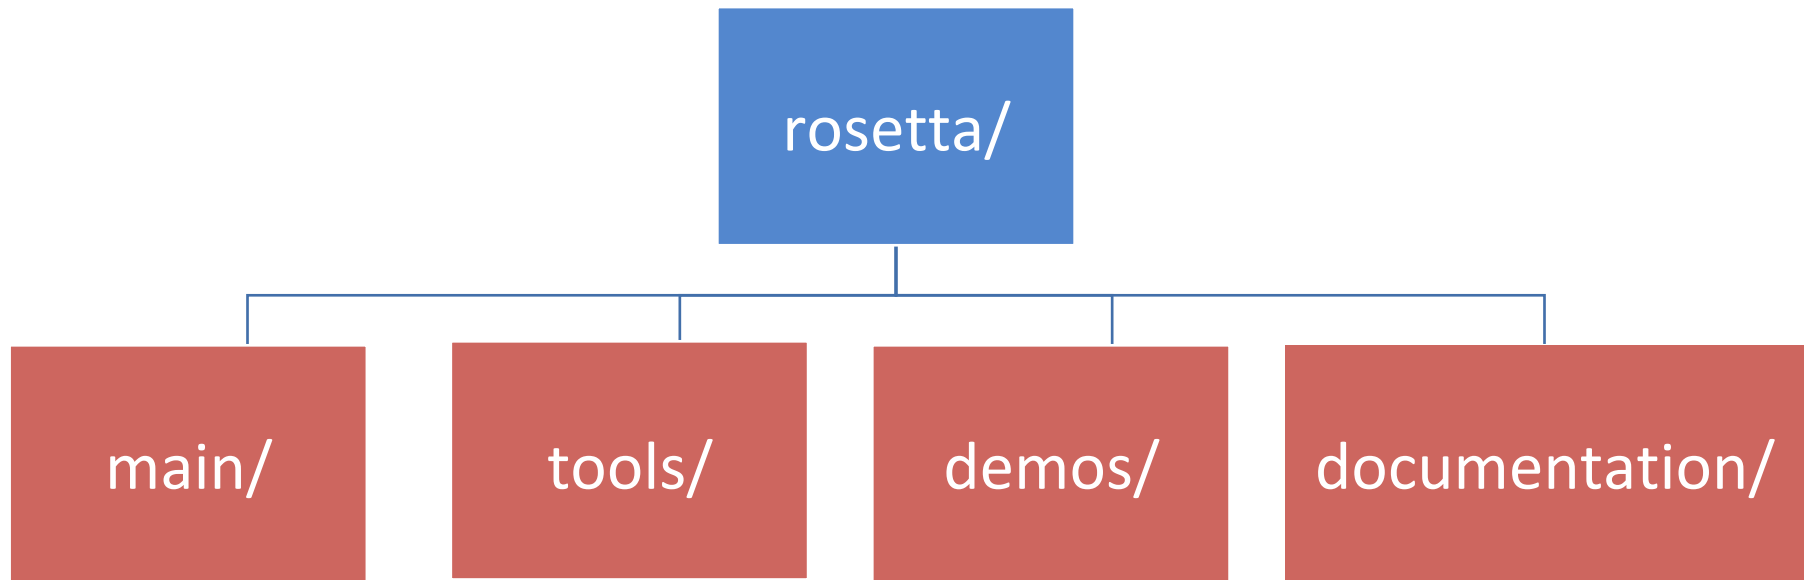 rosetta/
main/
tools/
demos/
documentation/